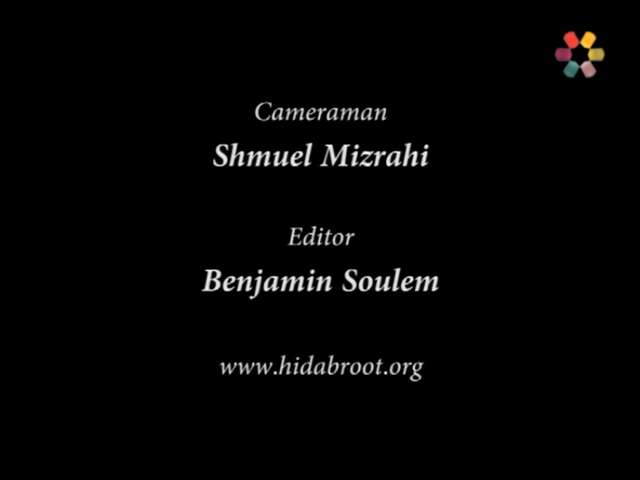 Cameraman
Shmuel Mizrahi
Editor
Benjamin Soulem
www.hidabroot.org